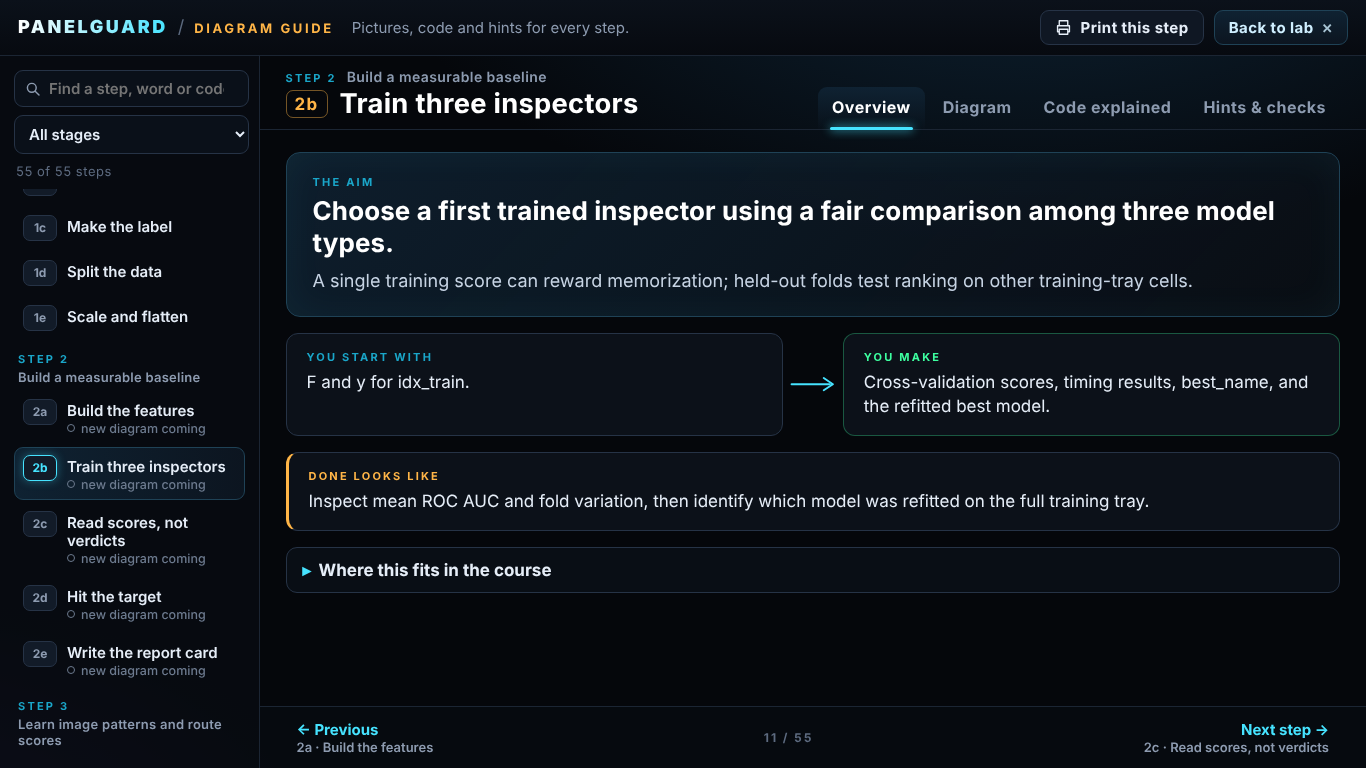 PANELGUARD / DIAGRAM GUIDE Pictures, code and hints for every step.
Print this step
Back to lab ×
Find a step, word or cod
All stages
55 of 55 steps
1c Make the label
1d Split the data
1e Scale and flatten
STEP 2
Build a measurable baseline
2a Build the features
new diagram coming
2b Train three inspectors
new diagram coming
2c Read scores, not
verdicts
new diagram coming
2d Hit the target
new diagram coming
2e Write the report card
new diagram coming
STEP 3
Learn image patterns and route
scores
STEP 2 Build a measurable baseline
2b Train three inspectors
Overview
Diagram
Code explained
Hints & checks
THE AIM
Choose a first trained inspector using a fair comparison among three model
types.
A single training score can reward memorization; held-out folds test ranking on other training-tray cells.
YOU START WITH
F and y for idx_train.
YOU MAKE
Cross-validation scores, timing results, best_name, and
the refitted best model.
DONE LOOKS LIKE
Inspect mean ROC AUC and fold variation, then identify which model was refitted on the full training tray.
▸ Where this fits in the course
← Previous
2a · Build the features
11 / 55
Next step →
2c · Read scores, not verdicts